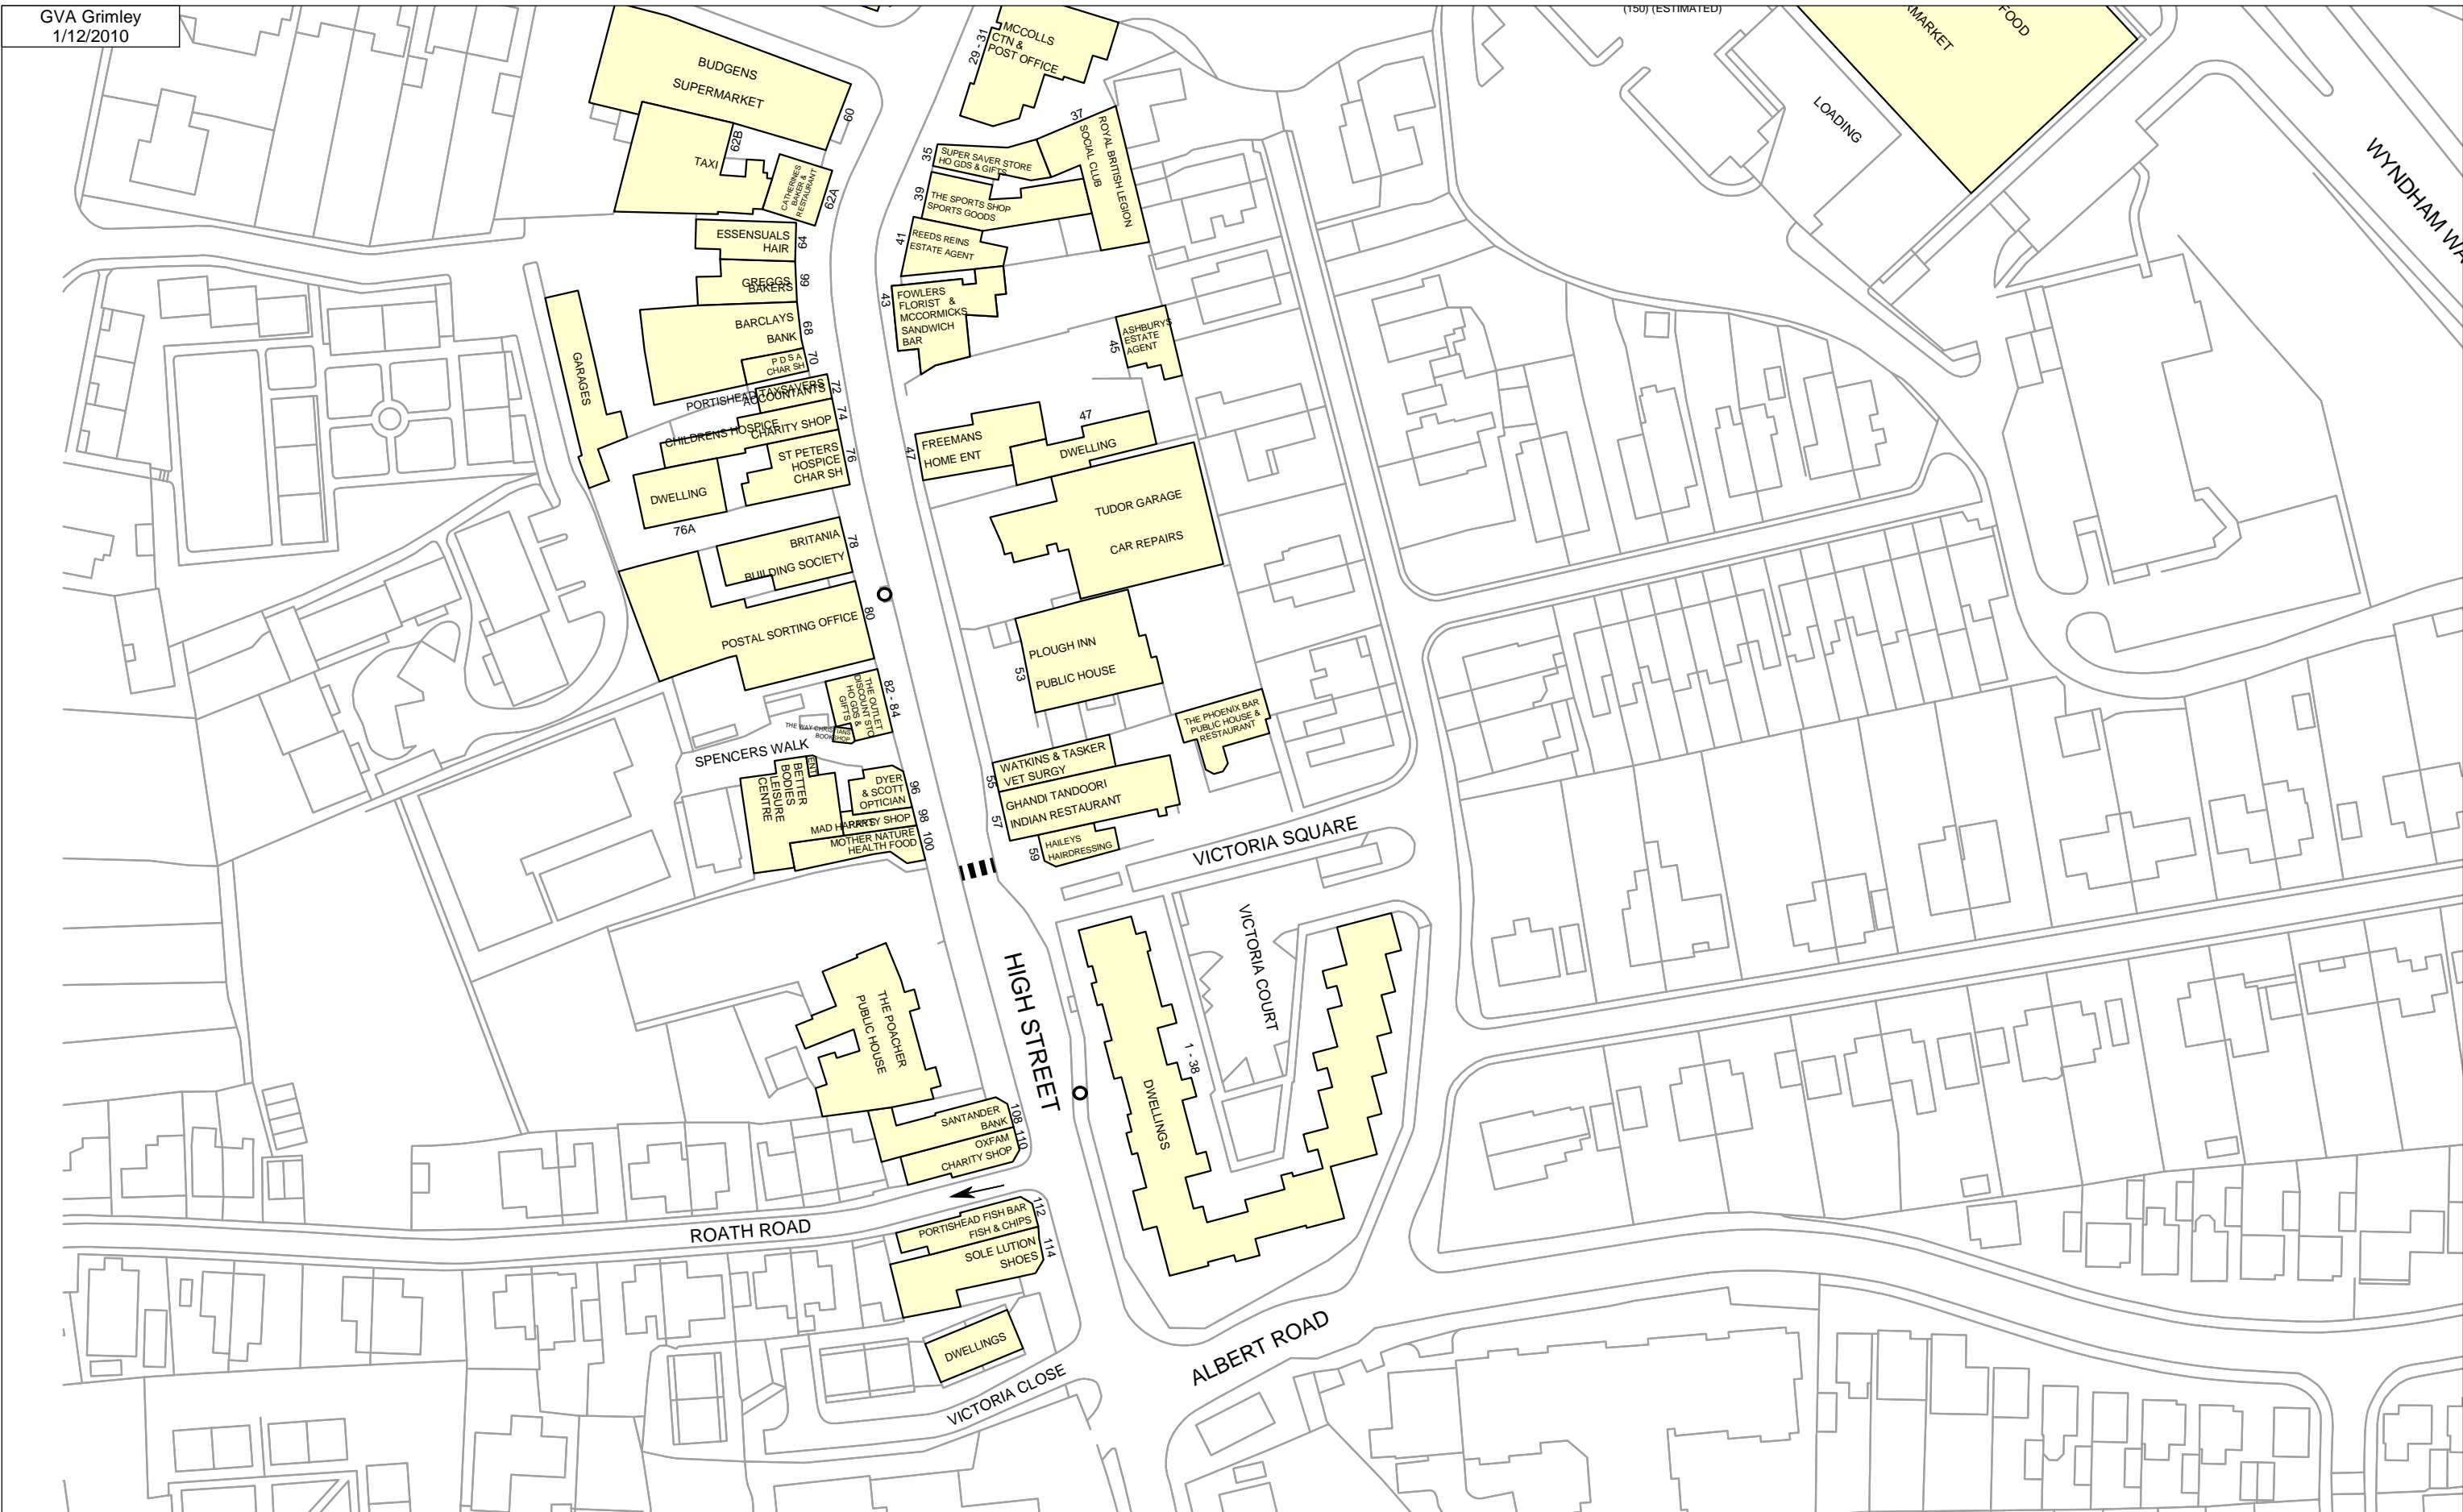 GVA Grimley
1/12/2010
BUDGENS
SUPERMARKET
60
TAXI
62B
CATHERINES
BAKER &
RESTAURANT
62A
ESSENSUALS
HAIR
64
GREGGS
BAKERS
66
BARCLAYS
BANK
68
P D S A
CHAR SH
70
PORTISHEAD TAXSAVERS
ACCOUNTANTS
72
CHILDRENS HOSPICE
CHARITY SHOP
74
ST PETERS
HOSPICE
CHAR SH
76
DWELLING
76A
GARAGES
BRITANIA
BUILDING SOCIETY
78
POSTAL SORTING OFFICE
80
THE OUTLET
DISCOUNT STO
HO GDS &
GIFTS
82 - 84
THE WAY CHRISTIANS
BOOK SHOP
SPENCERS WALK
BETTER
BODIES
LEISURE
CENTRE
DYER
& SCOTT
OPTICIAN
96
MAD HARRYS
PARTY SHOP
98
MOTHER NATURE
HEALTH FOOD
100
THE POACHER
PUBLIC HOUSE
SANTANDER
BANK
108
OXFAM
CHARITY SHOP
110
ROATH ROAD
PORTISHEAD FISH BAR
FISH & CHIPS
112
SOLE LUTION
SHOES
114
DWELLINGS
VICTORIA CLOSE
HIGH STREET
29 - 31
MCCOLLS
CTN &
POST OFFICE
37
ROYAL BRITISH LEGION
SOCIAL CLUB
35
SUPER SAVER STORE
HO GDS & GIFTS
39
THE SPORTS SHOP
SPORTS GOODS
41
REEDS REINS
ESTATE AGENT
43
FOWLERS
FLORIST &
MCCORMICKS
SANDWICH
BAR
45
ASHBURYS
ESTATE
AGENT
47
FREEMANS
HOME ENT
47
DWELLING
TUDOR GARAGE
CAR REPAIRS
53
PLOUGH INN
PUBLIC HOUSE
THE PHOENIX BAR
PUBLIC HOUSE &
RESTAURANT
55
WATKINS & TASKER
VET SURGY
57
GHANDI TANDOORI
INDIAN RESTAURANT
59
HAILEYS
HAIRDRESSING
VICTORIA SQUARE
VICTORIA COURT
1 - 38
DWELLINGS
ALBERT ROAD
(150) (ESTIMATED)
FOOD
LOADING